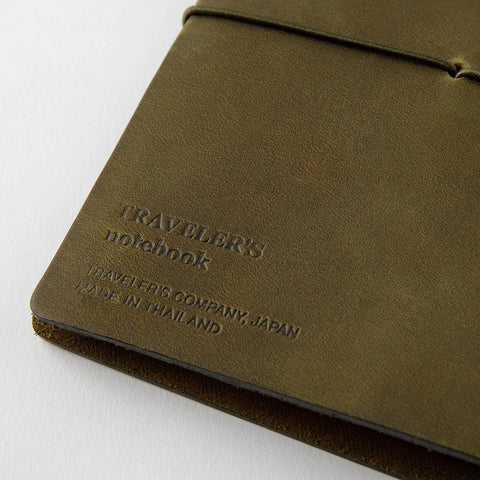 TRAVELER'S
notebook
TRAVELER'S COMPANY, JAPAN
MADE IN THAILAND